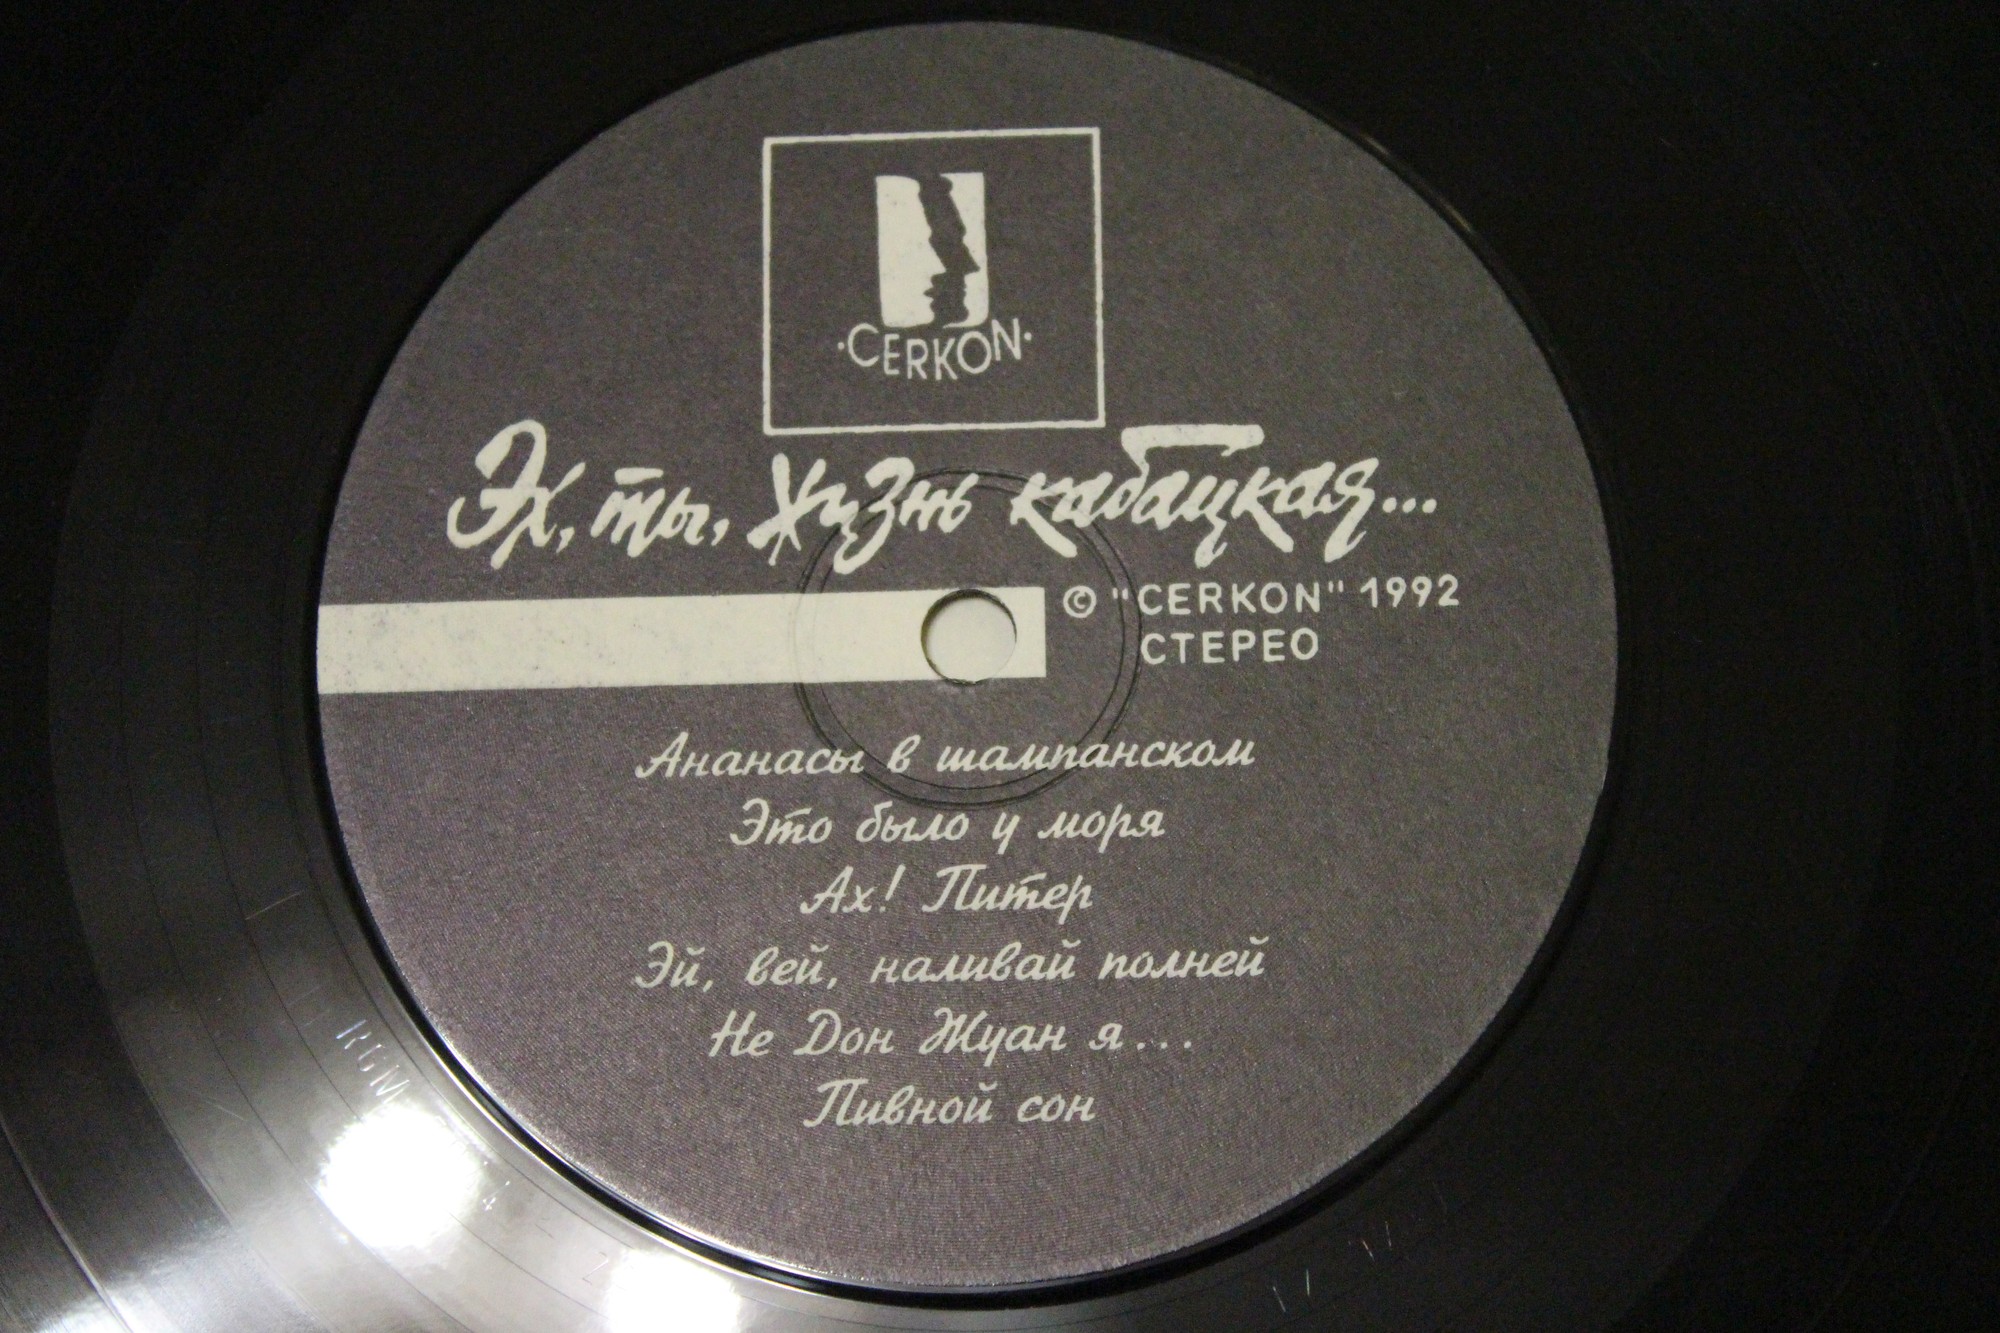 ·CERKON·
Эх, ты, жизнь кабацкая...
© "CERKON" 1992
СТЕРЕО
Ананасы в шампанском
Это было у моря
Ах! Питер
Эй, вей, наливай полней
Не Дон Жуан я...
Пивной сон